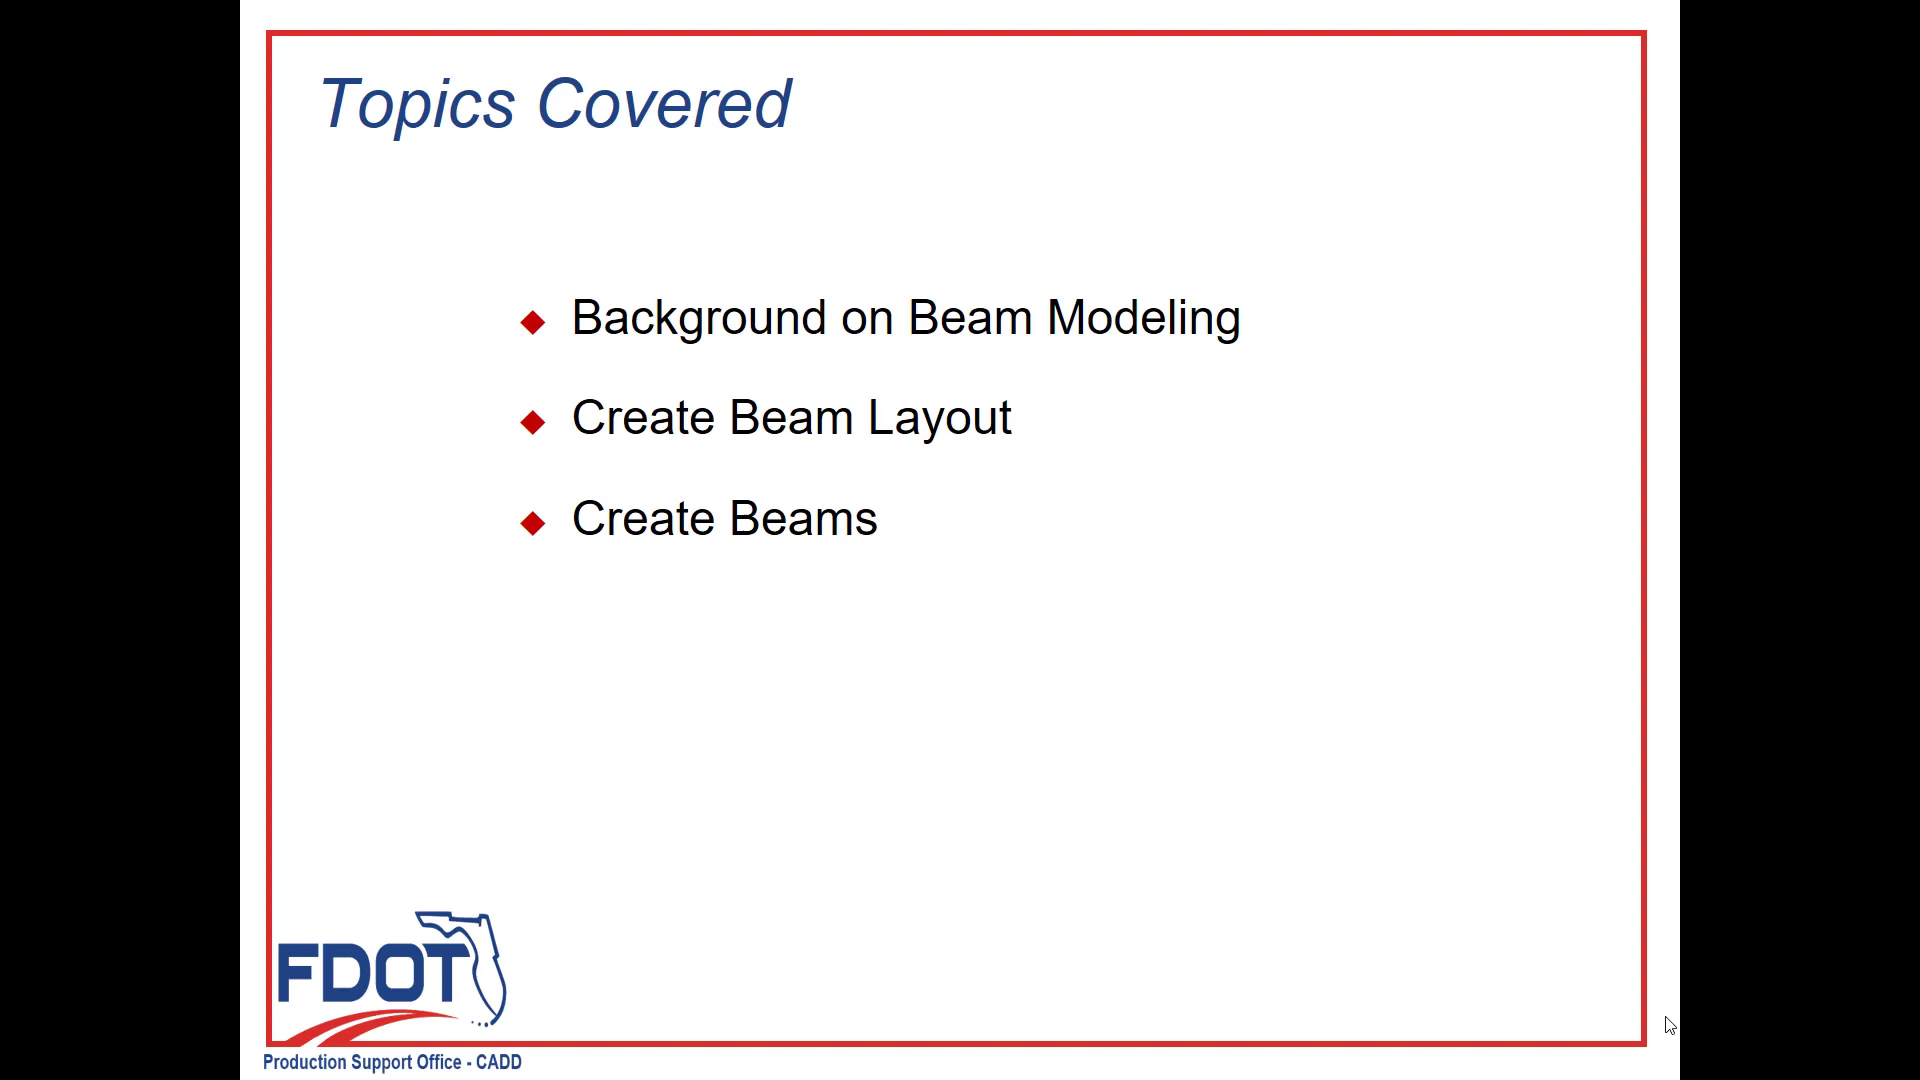 Topics Covered
Background on Beam Modeling
Create Beam Layout
Create Beams
FDOT
Production Support Office - CADD